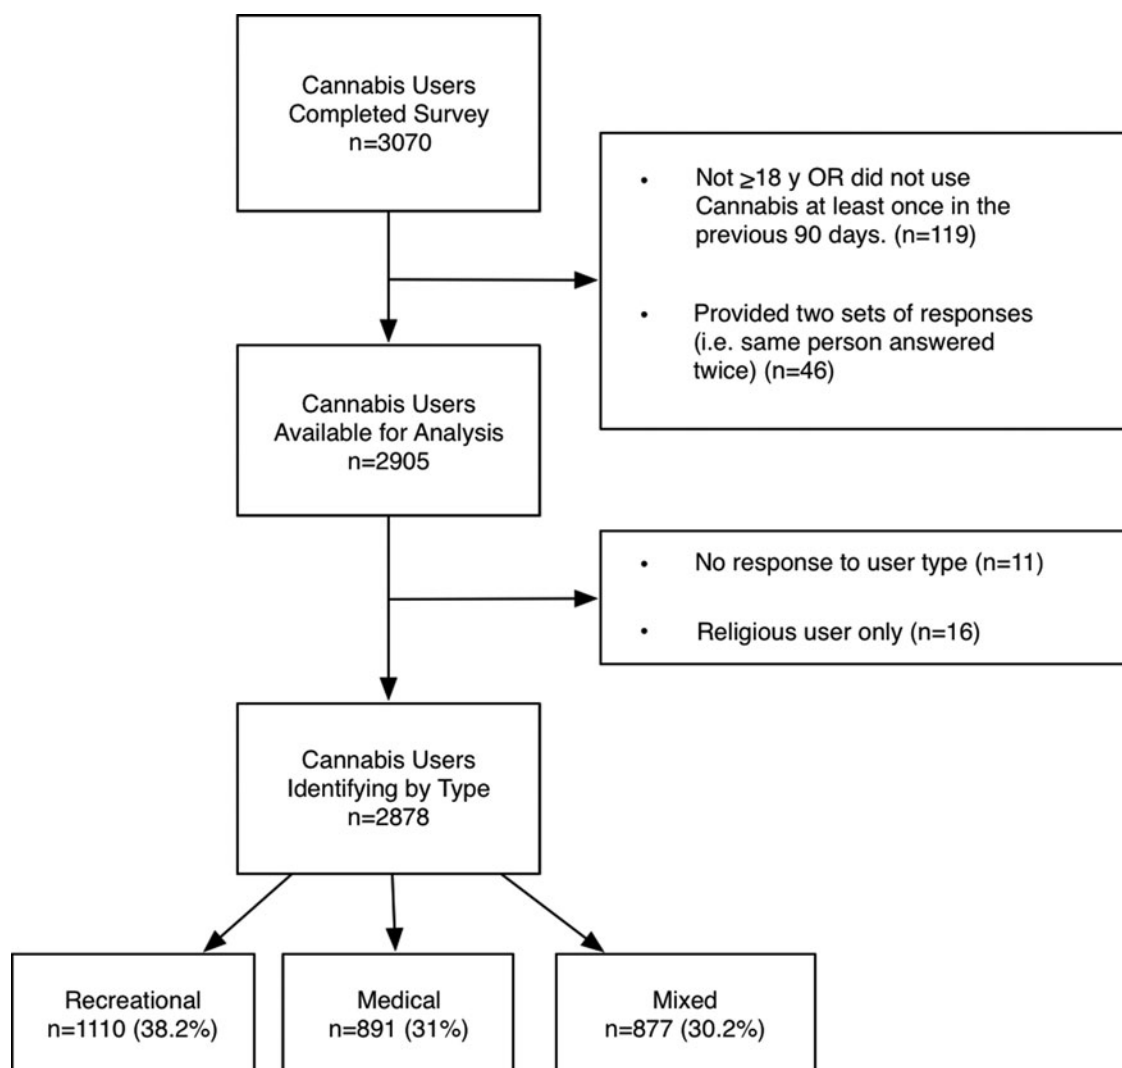 Cannabis Users
Completed Survey
n=3070
• Not ≥18 y OR did not use
Cannabis at least once in the
previous 90 days. (n=119)
• Provided two sets of responses
(i.e. same person answered
twice) (n=46)
Cannabis Users
Available for Analysis
n=2905
• No response to user type (n=11)
• Religious user only (n=16)
Cannabis Users
Identifying by Type
n=2878
Recreational
n=1110 (38.2%)
Medical
n=891 (31%)
Mixed
n=877 (30.2%)